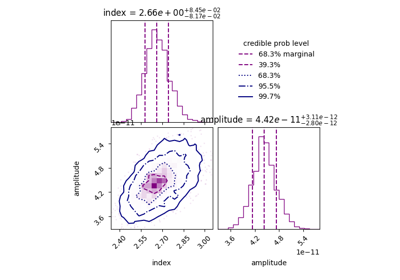 index = 2.66e+00 +8.45e−02 −8.17e−02
credible prob level
68.3% marginal
39.3%
68.3%
95.5%
99.7%
1e−11
amplitude = 4.42e−11 +3.11e−12 −2.80e−12
5.4
4.8
4.2
3.6
amplitude
2.40
2.55
2.70
2.85
3.00
index
3.6
4.2
4.8
5.4
1e−11
amplitude